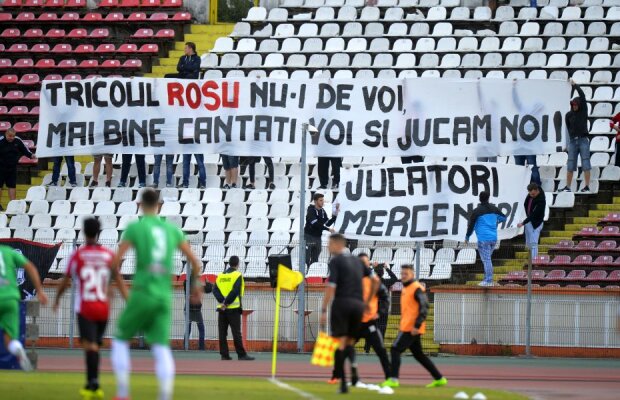 TRICOUL ROSU NU-I DE VOI,
MAI BINE CANTATI VOI SI JUCAM NOI!
JUCATORI
MERCENARI
20